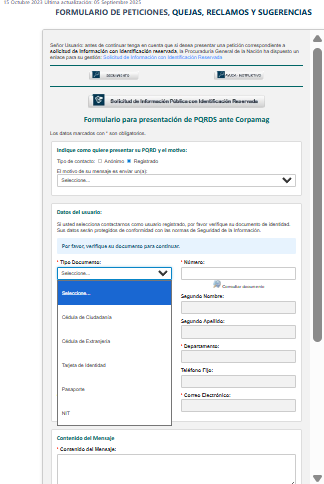 15 Octubre 2023 Última actualización: 05 Septiembre 2025
FORMULARIO DE PETICIONES, QUEJAS, RECLAMOS Y SUGERENCIAS
Señor Usuario: antes de continuar tenga en cuenta que si desea presentar una petición correspondiente a
solicitud de información reservada, la Procuraduría General de la Nación ha dispuesto un
enlace para su gestión: Solicitud de Información con Identificación Reservada
SEGUIMIENTO
AYUDA - INSTRUCTIVO
Solicitud de Información Pública con Identificación Reservada
Formulario para presentación de PQRDS ante Corpamag
Los datos marcados con * son obligatorios.
Indique como quiere presentar su PQRD y el motivo:
Tipo de contacto: Anónimo Registrado
El motivo de su mensaje es enviar un(a):
Seleccione...
Datos del usuario:
Si usted selecciona contactarnos como usuario registrado, por favor verifique su documento de identidad.
Sus datos serán protegidos de conformidad con las normas de Seguridad de la Información.
Por favor, verifique su documento para continuar.
* Tipo Documento:
* Número:
Seleccione...
Consultar documento
Seleccione...
Segundo Nombre:
Cédula de Ciudadanía
Segundo Apellido:
Cédula de Extranjería
* Departamento:
Tarjeta de Identidad
Teléfono Fijo:
Pasaporte
* Correo Electrónico:
NIT
Contenido del Mensaje
* Contenido del Mensaje: